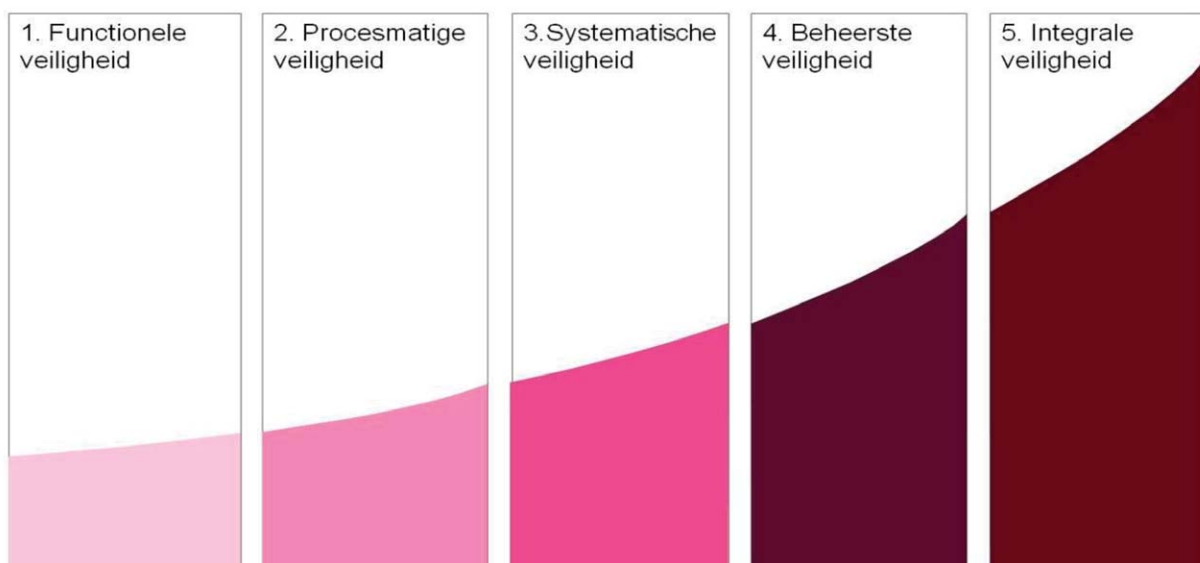 1. Functionele
veiligheid
2. Procesmatige
veiligheid
3.Systematische
veiligheid
4. Beheerste
veiligheid
5. Integrale
veiligheid